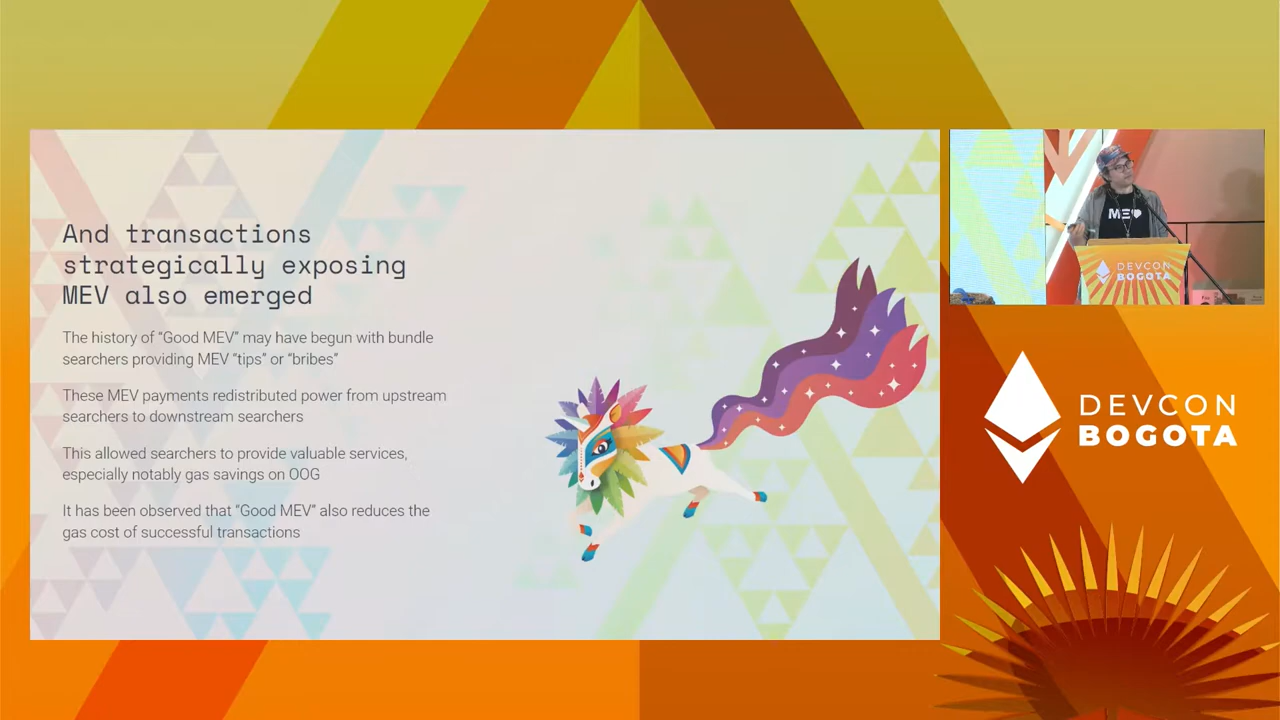 And transactions
strategically exposing
MEV also emerged
The history of “Good MEV” may have begun with bundle
searchers providing MEV “tips” or “bribes”
These MEV payments redistributed power from upstream
searchers to downstream searchers
This allowed searchers to provide valuable services,
especially notably gas savings on OOG
It has been observed that “Good MEV” also reduces the
gas cost of successful transactions
DEVCON
BOGOTA
DEVCON
BOGOTA